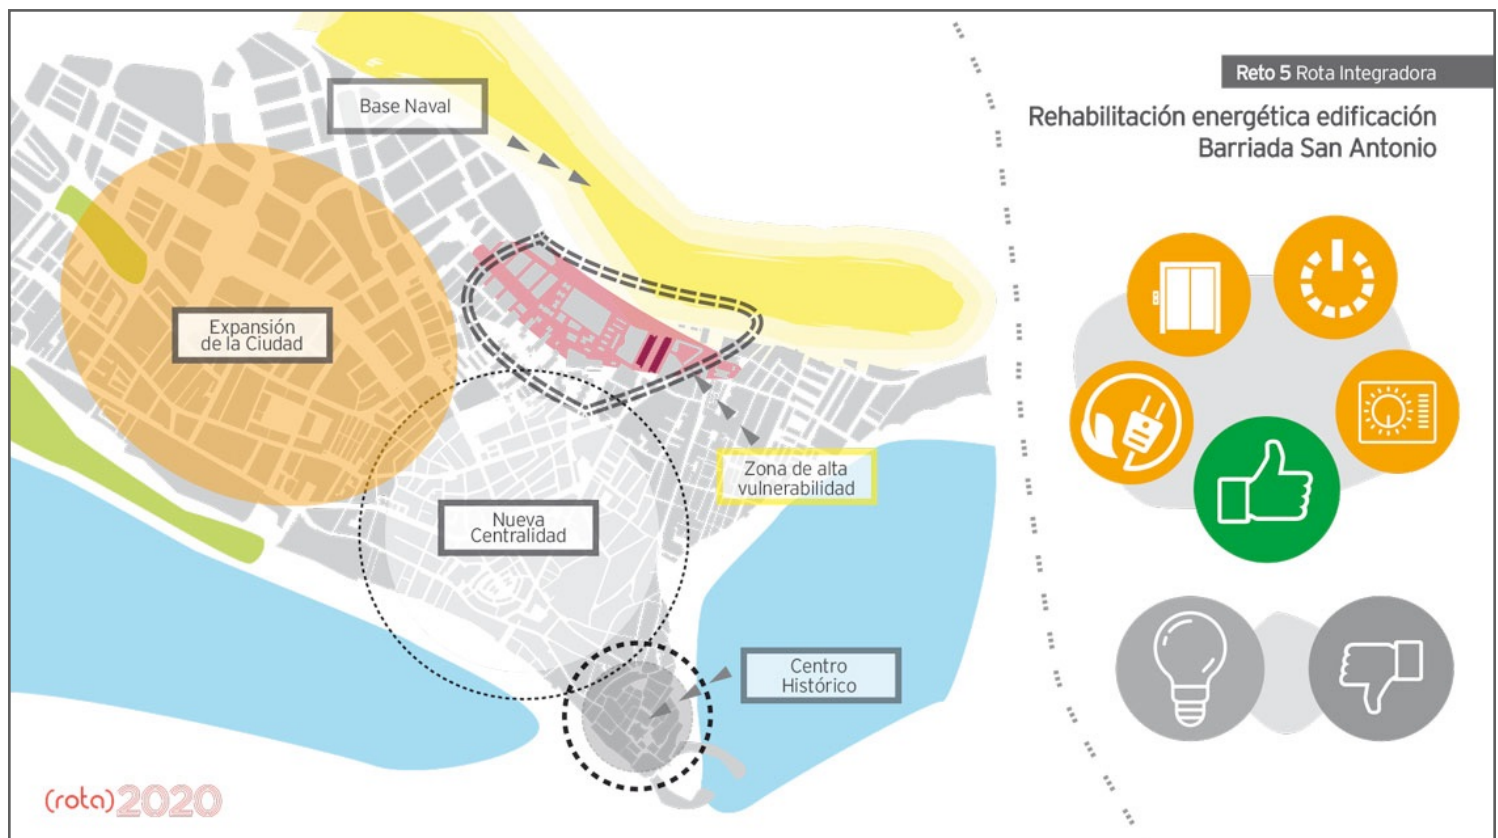 Reto 5 Rota Integradora
Rehabilitación energética edificación
Barriada San Antonio
Base Naval
Expansión
de la Ciudad
Zona de alta
vulnerabilidad
Nueva
Centralidad
Centro
Histórico
(rota)2020